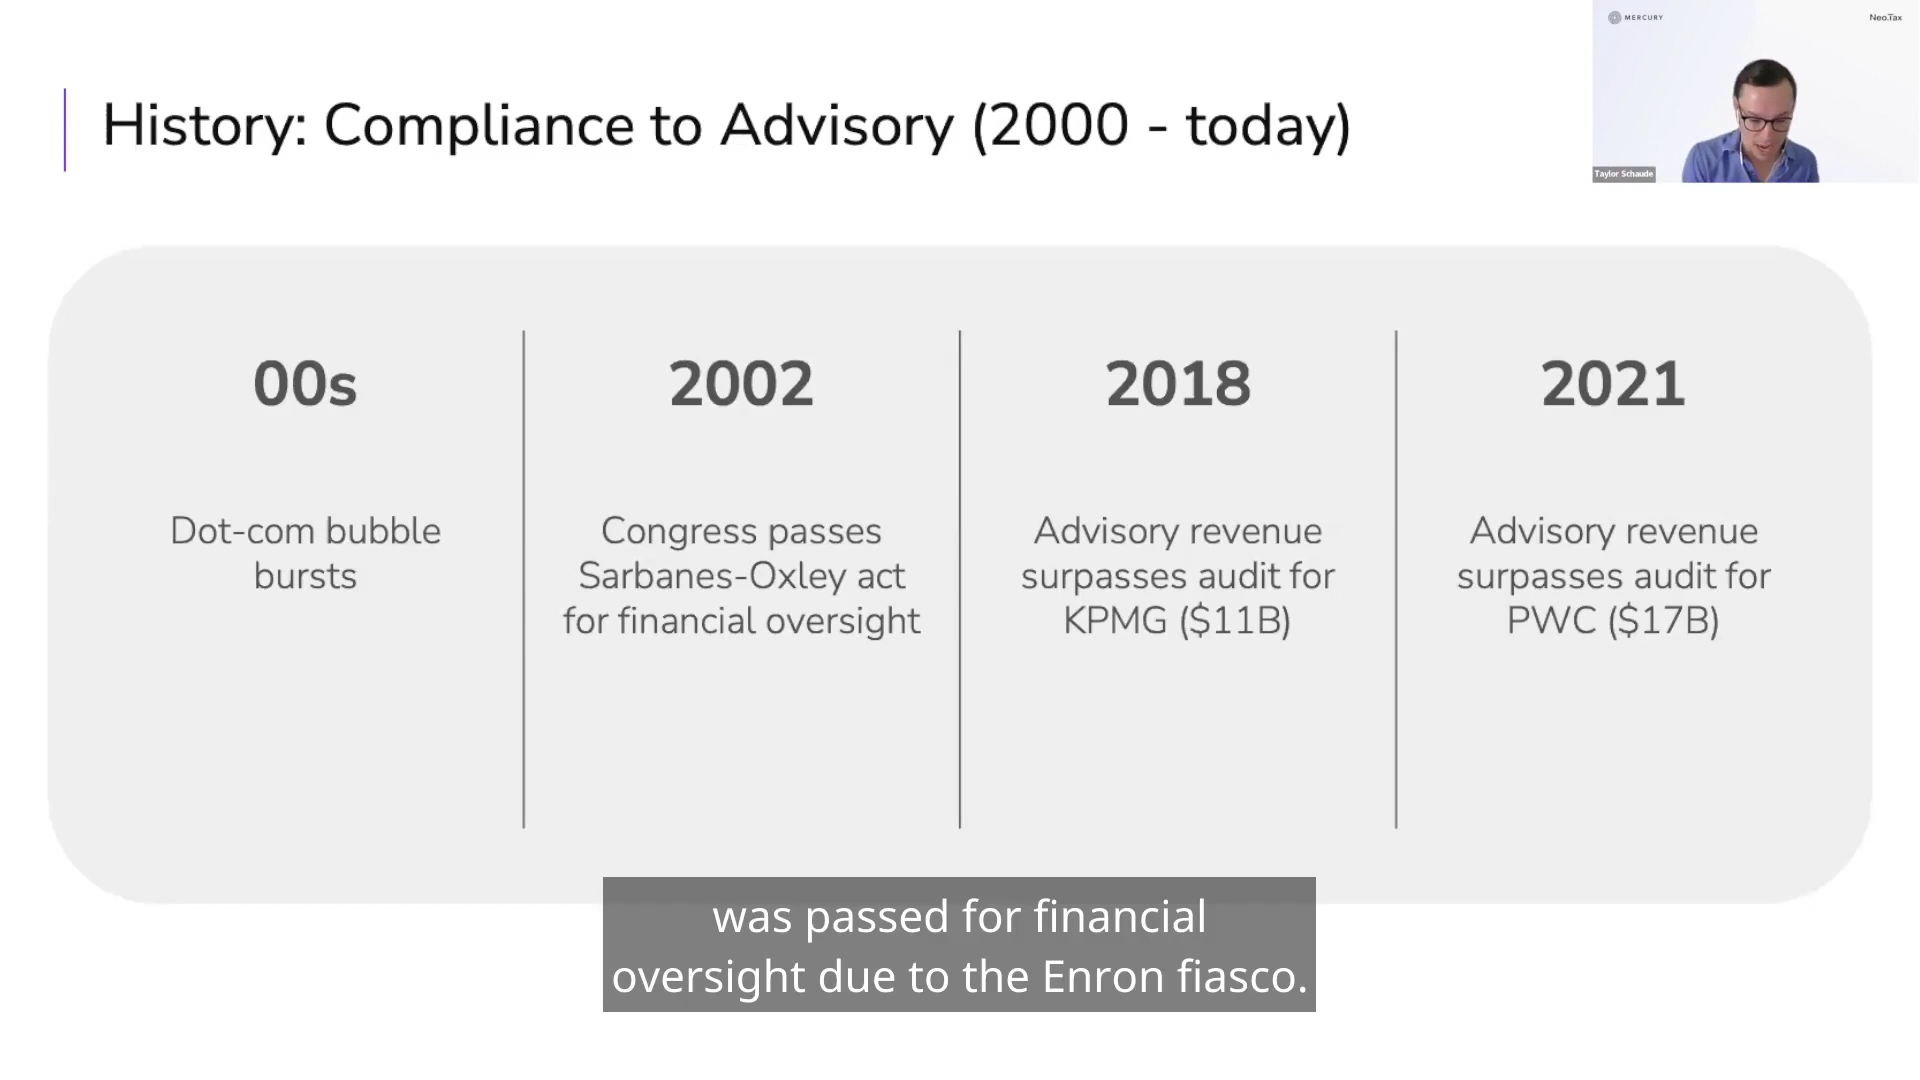 MERCURY
Neo.Tax
Taylor Schaude
History: Compliance to Advisory (2000 - today)
00s
Dot-com bubble
bursts
2002
Congress passes
Sarbanes-Oxley act
for financial oversight
2018
Advisory revenue
surpasses audit for
KPMG ($11B)
2021
Advisory revenue
surpasses audit for
PWC ($17B)
was passed for financial
oversight due to the Enron fiasco.